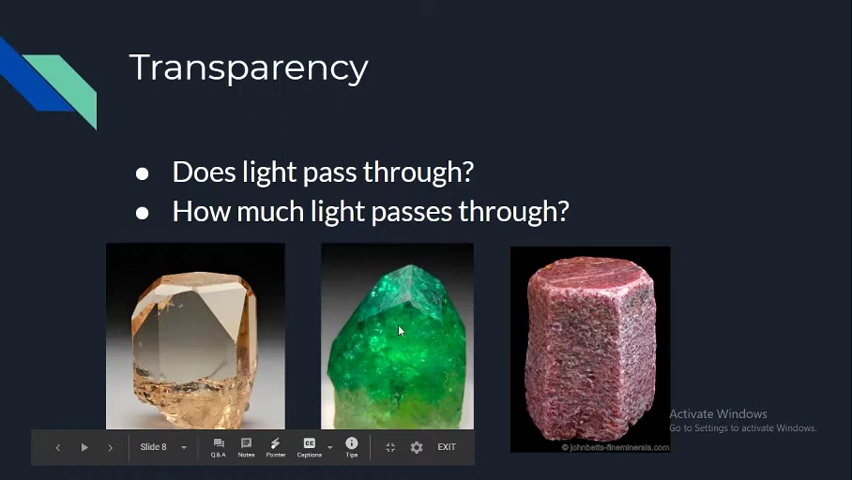 Transparency
● Does light pass through?
● How much light passes through?
Activate Windows
Go to Settings to activate Windows.
Slide 8
Q&A
Notes
Pointer
Captions
Tips
EXIT
© johnbetts-fineminerals.com